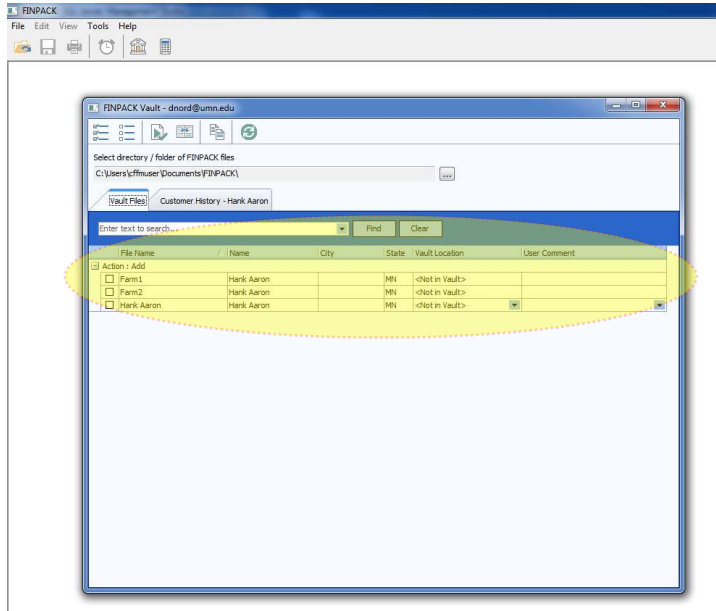 FINPACK
File Edit View Tools Help
FINPACK Vault - dnord@umn.edu
Select directory / folder of FINPACK files
C:\Users\cffmuser\Documents\FINPACK\
...
Vault Files Customer History - Hank Aaron
Enter text to search... Find Clear
File Name Name City State Vault Location User Comment
Action : Add
Farm1 Hank Aaron MN <Not in Vault>
Farm2 Hank Aaron MN <Not in Vault>
Hank Aaron Hank Aaron MN <Not in Vault>